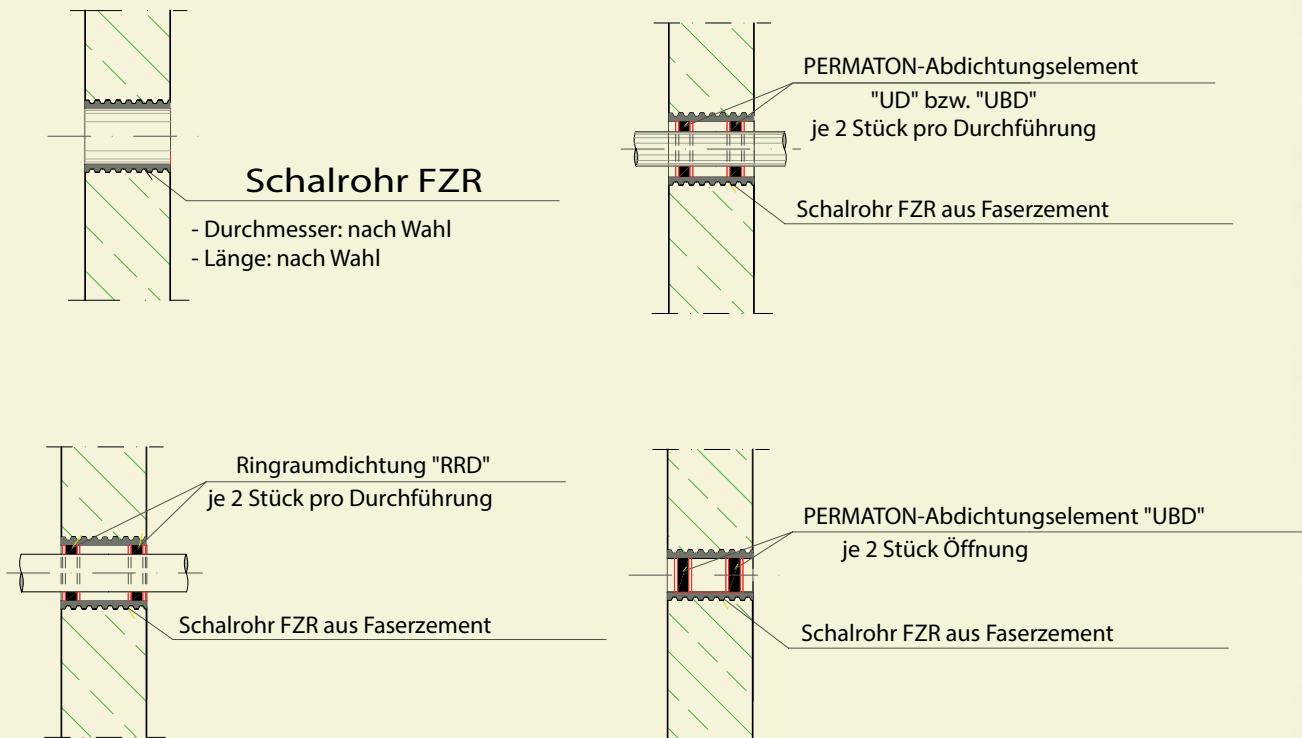 Schalrohr FZR
- Durchmesser: nach Wahl
- Länge: nach Wahl
PERMATON-Abdichtungselement
"UD" bzw. "UBD"
je 2 Stück pro Durchführung
Schalrohr FZR aus Faserzement
Ringraumdichtung "RRD"
je 2 Stück pro Durchführung
Schalrohr FZR aus Faserzement
PERMATON-Abdichtungselement "UBD"
je 2 Stück Öffnung
Schalrohr FZR aus Faserzement